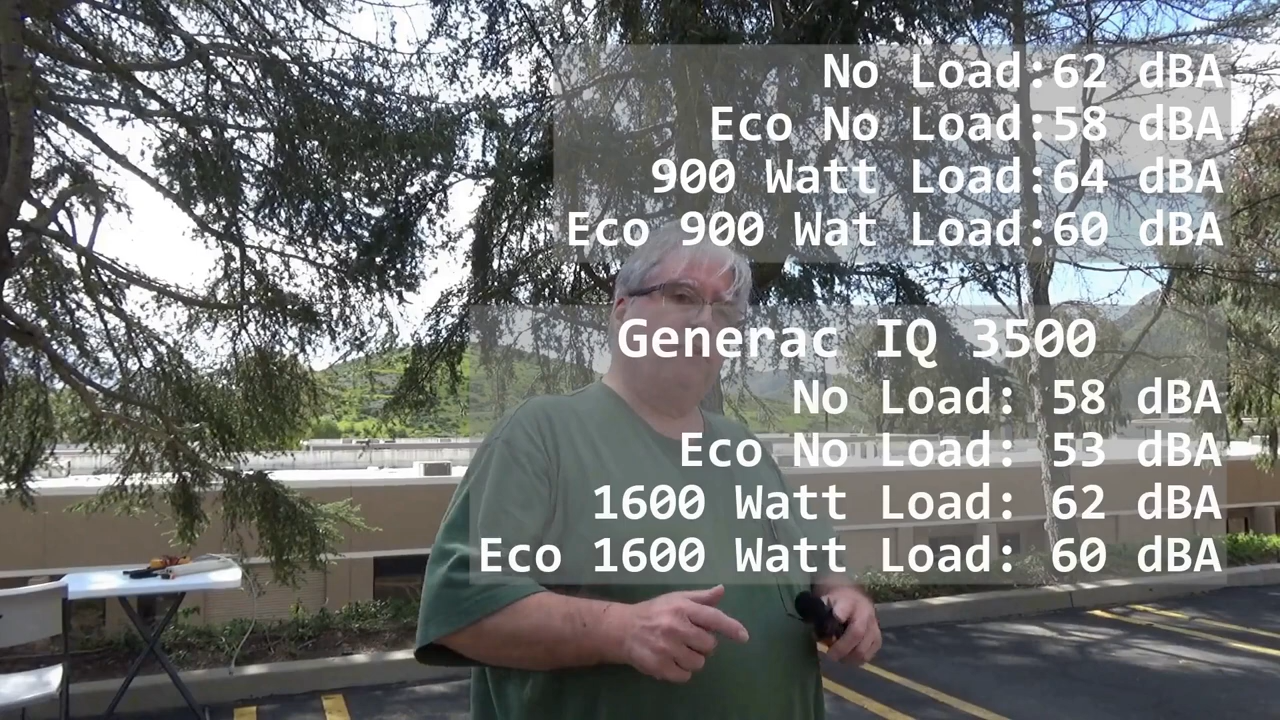 No Load:62 dBA
Eco No Load:58 dBA
900 Watt Load:64 dBA
Eco 900 Wat Load:60 dBA
Generac IQ 3500
No Load: 58 dBA
Eco No Load: 53 dBA
1600 Watt Load: 62 dBA
Eco 1600 Watt Load: 60 dBA